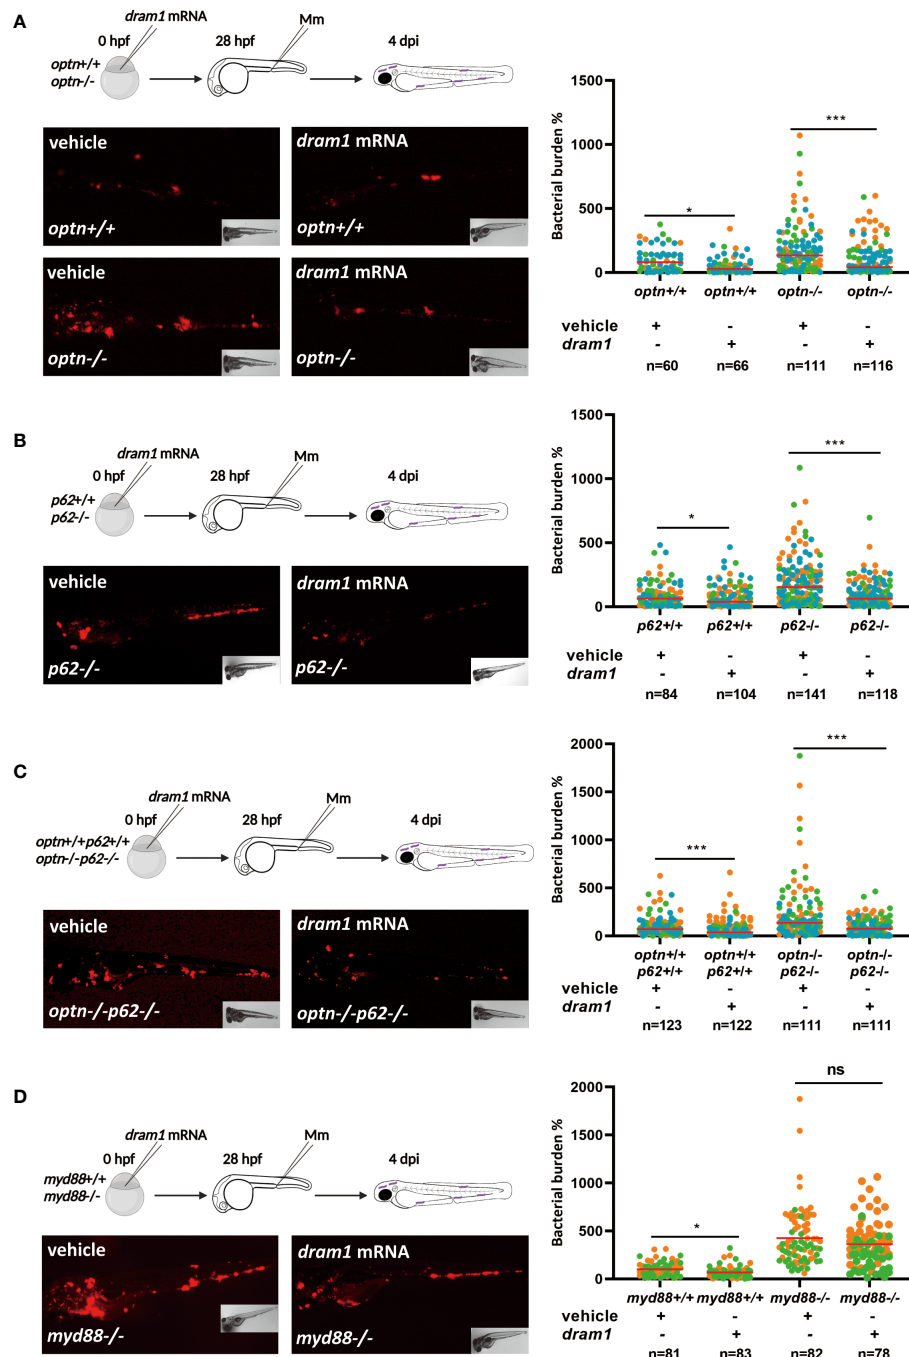 A
dram1 mRNA
Mm
0 hpf
28 hpf
4 dpi
optn+/+
optn-/-
vehicle
optn+/+
dram1 mRNA
optn+/+
vehicle
optn-/-
dram1 mRNA
optn-/-
Bacterial burden %
1500
1000
500
0
*
***
optn+/+ optn+/+ optn-/- optn-/-
vehicle + - + -
dram1 - + - +
n=60 n=66 n=111 n=116
B
dram1 mRNA
Mm
0 hpf
28 hpf
4 dpi
p62+/+
p62-/-
vehicle
p62-/-
dram1 mRNA
p62-/-
Bacterial burden %
1500
1000
500
0
*
***
p62+/+ p62+/+ p62-/- p62-/-
vehicle + - + -
dram1 - + - +
n=84 n=104 n=141 n=118
C
dram1 mRNA
Mm
0 hpf
28 hpf
4 dpi
optn+/+p62+/+
optn-/-p62-/-
vehicle
optn-/-p62-/-
dram1 mRNA
optn-/-p62-/-
Bacterial burden %
2000
1500
1000
500
0
***
***
optn+/+ optn+/+ optn-/- optn-/-
p62+/+ p62+/+ p62-/- p62-/-
vehicle + - + -
dram1 - + - +
n=123 n=122 n=111 n=111
D
dram1 mRNA
Mm
0 hpf
28 hpf
4 dpi
myd88+/+
myd88-/-
vehicle
myd88-/-
dram1 mRNA
myd88-/-
Bacterial burden %
2000
1500
1000
500
0
*
ns
myd88+/+ myd88+/+ myd88-/- myd88-/-
vehicle + - + -
dram1 - + - +
n=81 n=83 n=82 n=78